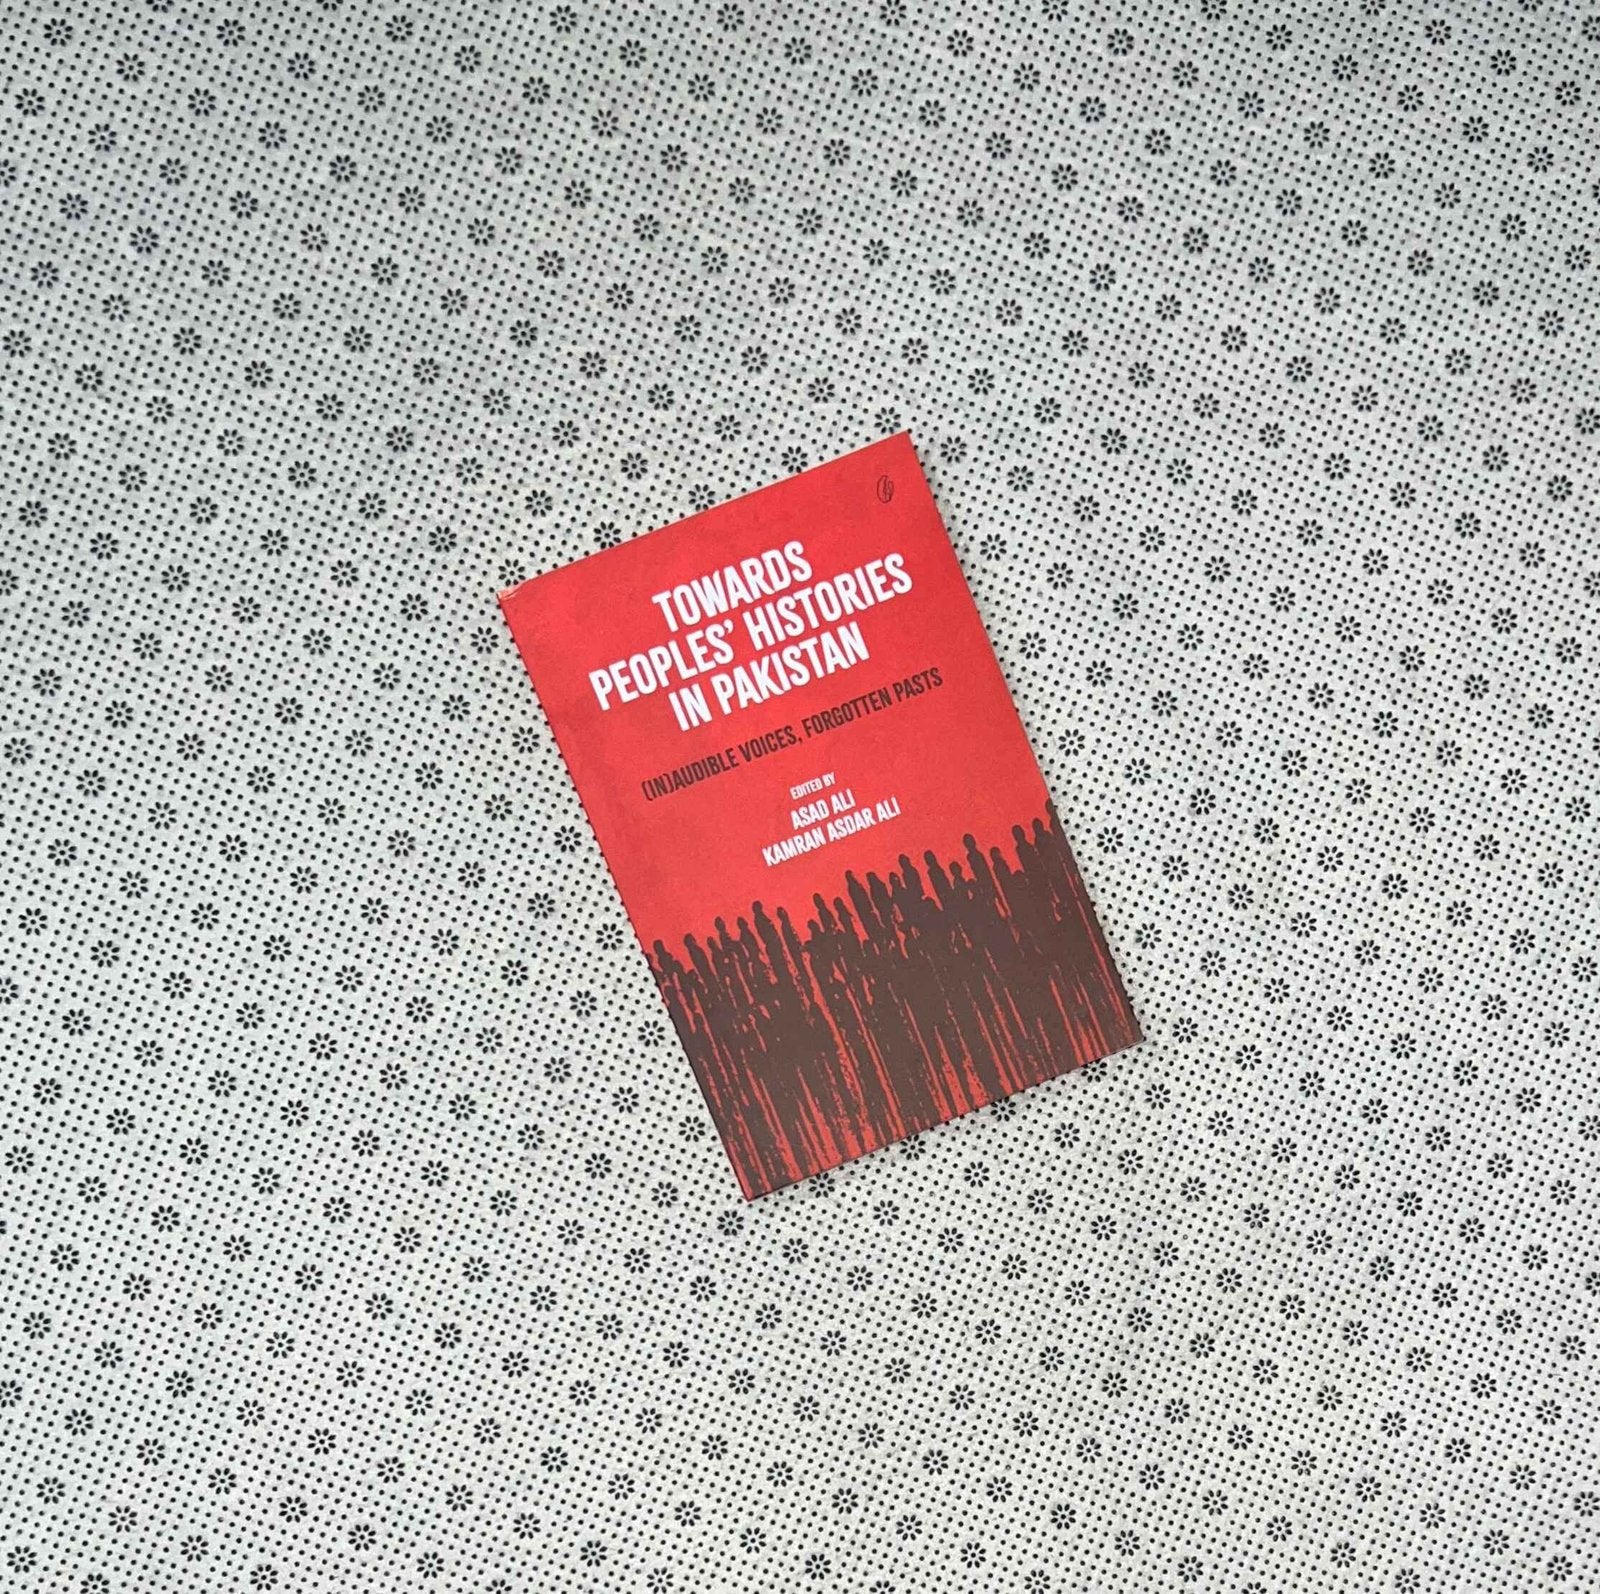 TOWARDS
PEOPLES' HISTORIES
IN PAKISTAN
(IN)AUDIBLE VOICES, FORGOTTEN PASTS
EDITED BY
ASAD ALI
KAMRAN ASDAR ALI